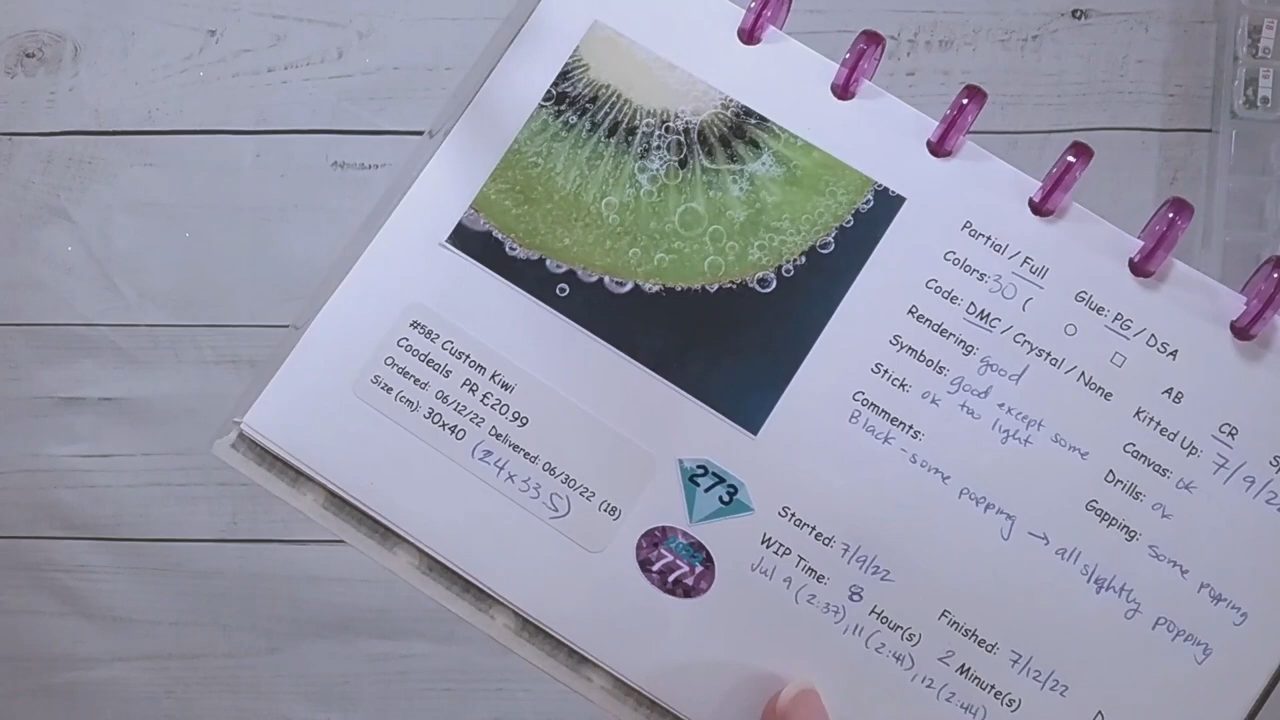 #582 Custom Kiwi
Coodeals PR £20.99
Ordered: 06/12/22 Delivered: 06/30/22 (18)
Size (cm): 30x40
(24x33.5)
273
2022
77
Partial / Full
Colors: 30 (
Glue: PG / DSA
Code: DMC / Crystal / None
AB
CR
Rendering: good
Kitted Up: 7/9/22
Symbols: good except some
too light
Canvas: ok
Stick: ok
Drills: ok
Comments:
Gapping: some popping
Black - some popping → all slightly popping
Started: 7/9/22
Finished: 7/12/22
WIP Time: 8 Hour(s) 2 Minute(s)
Jul 9 (2:37), 11 (2:41), 12 (2:44)